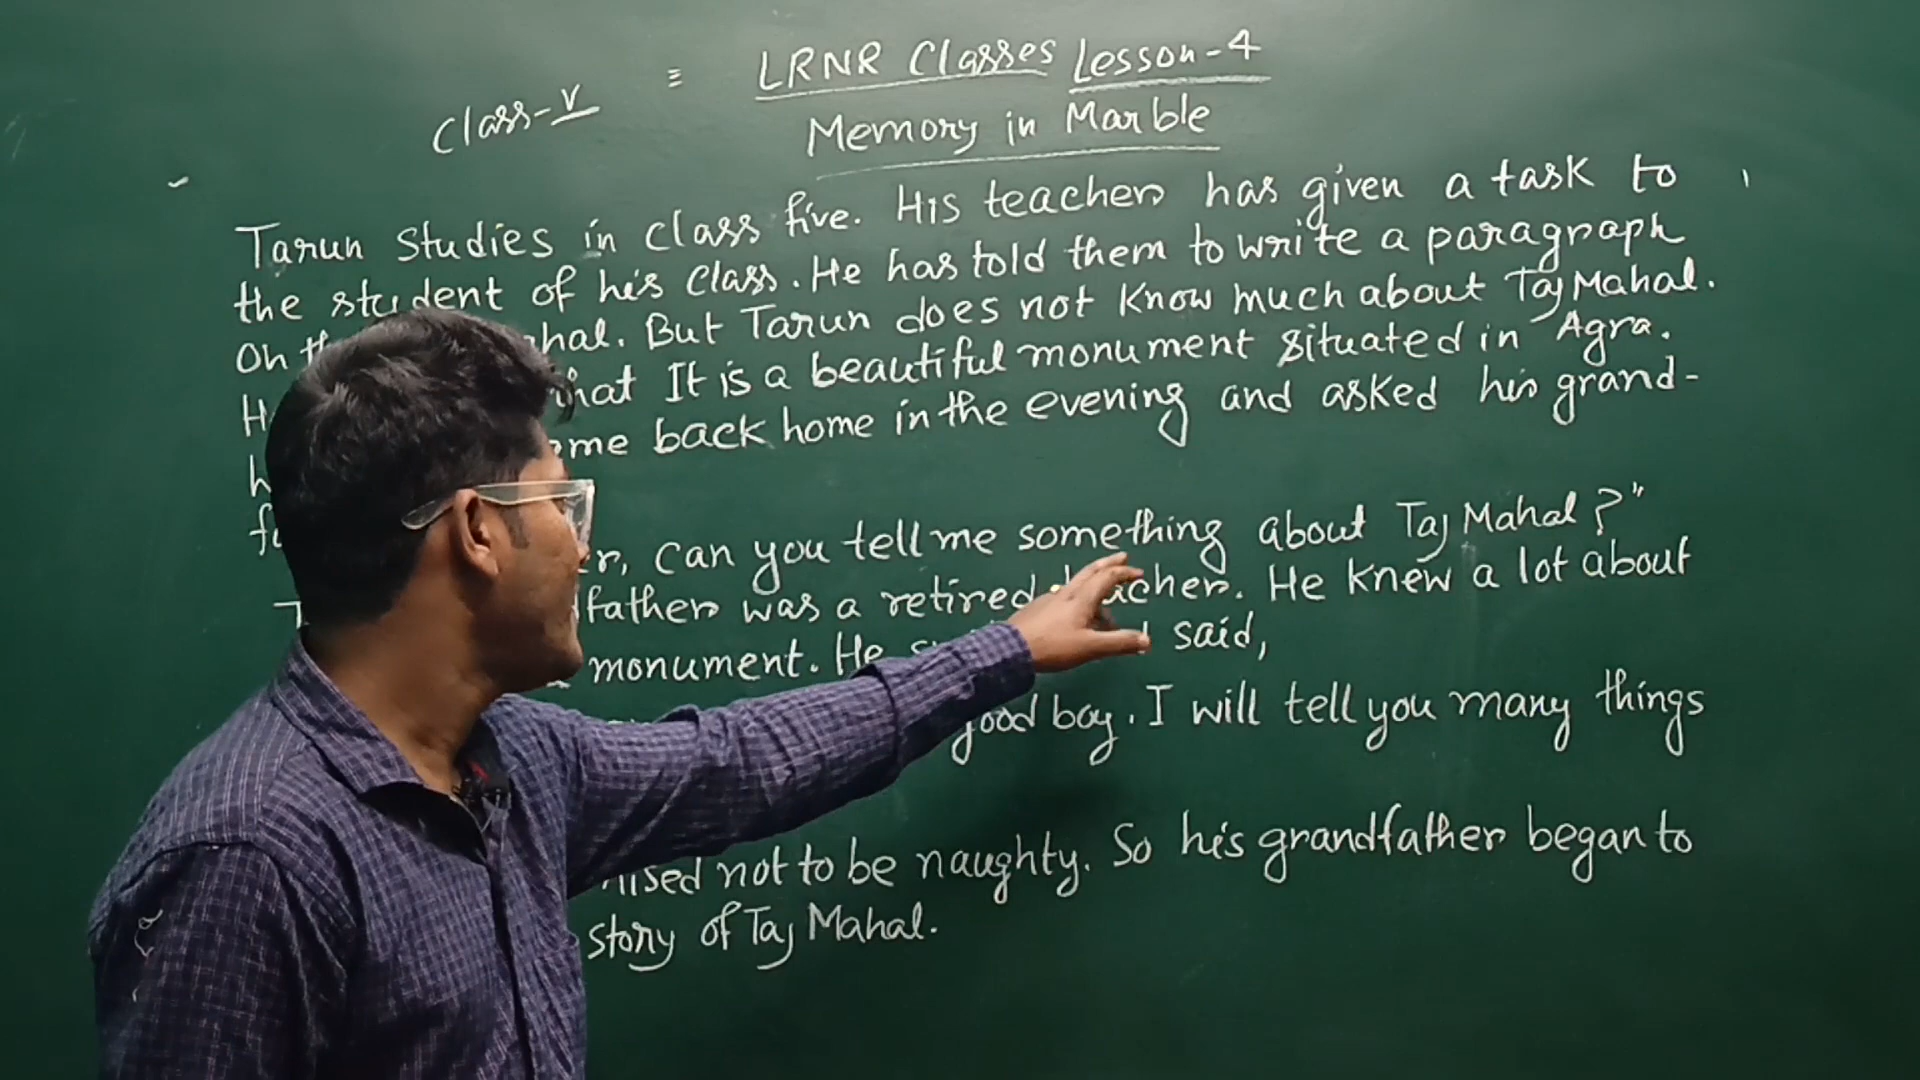 LRNR Classes Lesson-4
Class-V
Memory in Marble
Tarun studies in class five. His teacher has given a task to
the student of his class. He has told them to write a paragraph
On hal. But Tarun does not know much about Taj Mahal.
It is a beautiful monument situated in Agra.
me back home in the evening and asked his grand-
r, can you tell me something about Taj Mahal?"
father was a retired teacher. He knew a lot about
monument. He said,
good boy. I will tell you many things
not to be naughty. So his grandfather began to
story of Taj Mahal.